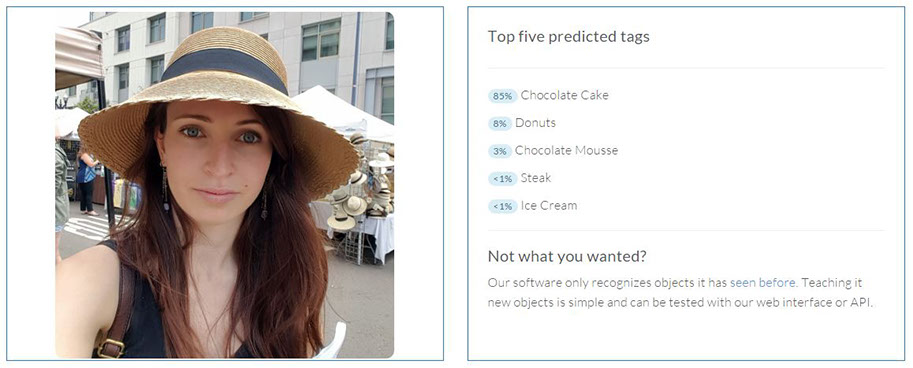 Top five predicted tags
85% Chocolate Cake
8% Donuts
3% Chocolate Mousse
<1% Steak
<1% Ice Cream
Not what you wanted?
Our software only recognizes objects it has seen before. Teaching it
new objects is simple and can be tested with our web interface or API.